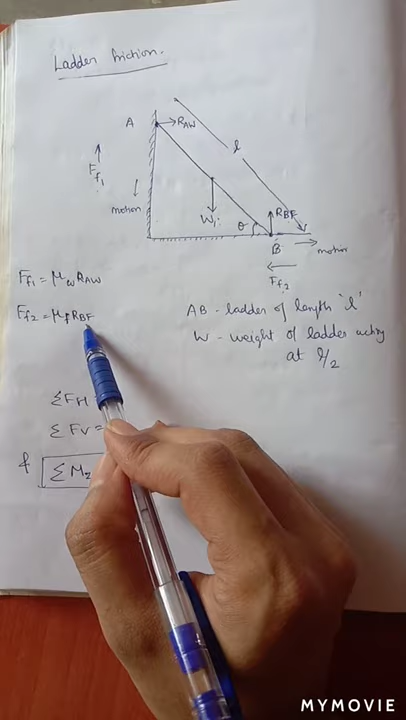 Ladder friction.
A
RAW
l
Ff1
motion
W
RBF
θ
B
motion
Ff2
Ff1 = μw RAW
Ff2 = μf RBF
AB - ladder of length 'l'
W - weight of ladder acting
at l/2
ΣFH
ΣFV =
& ΣMz
MYMOVIE